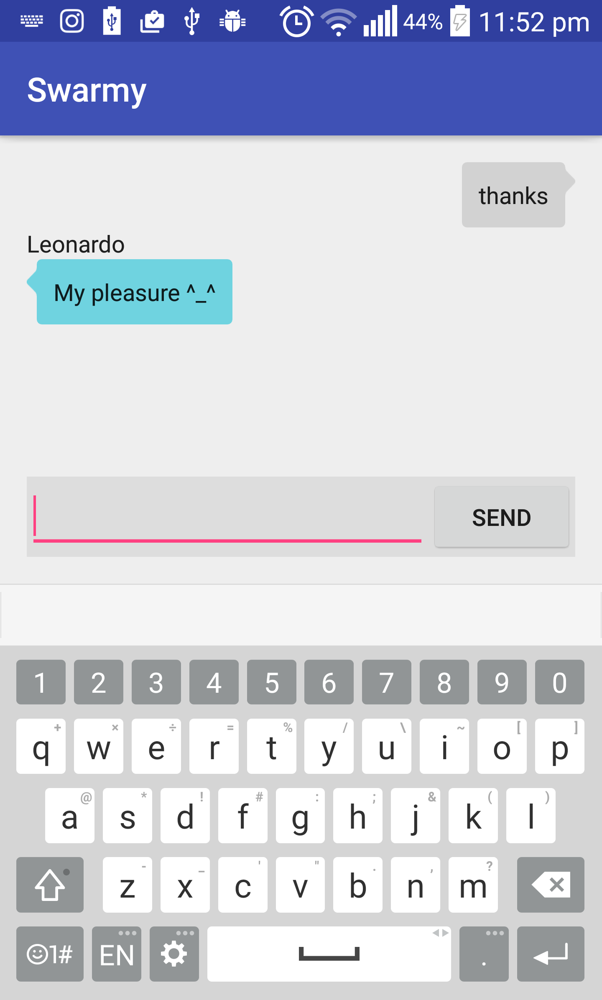 44% 11:52 pm
Swarmy
thanks
Leonardo
My pleasure ^_^
SEND
1 2 3 4 5 6 7 8 9 0
+ × ÷ = % / \ ~ [ ]
q w e r t y u i o p
@ * ! # : ; & ( )
a s d f g h j k l
- _ ' " . , ?
z x c v b n m
1# EN .